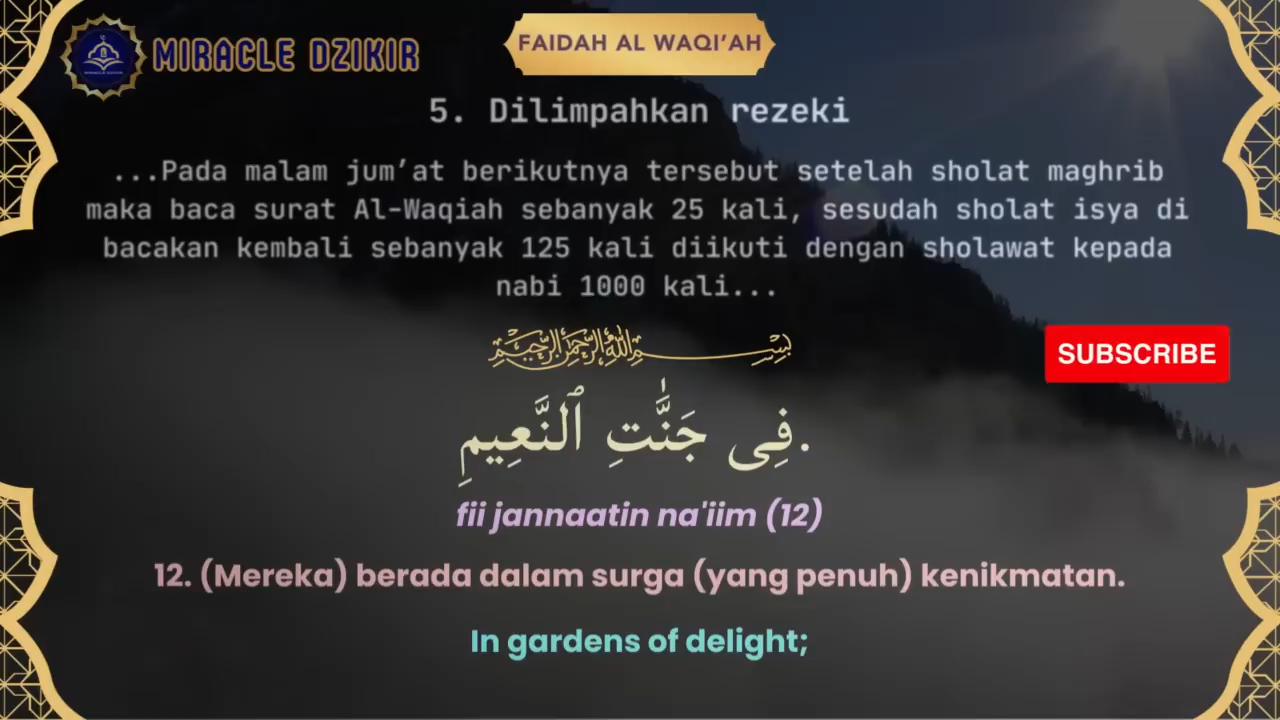 MIRACLE DZIKIR
FAIDAH AL WAQI’AH
5. Dilimpahkan rezeki
...Pada malam jum’at berikutnya tersebut setelah sholat maghrib
maka baca surat Al-Waqiah sebanyak 25 kali, sesudah sholat isya di
bacakan kembali sebanyak 125 kali diikuti dengan sholawat kepada
nabi 1000 kali...
بِسْمِ اللهِ الرَّحْمٰنِ الرَّحِيْمِ
SUBSCRIBE
فِى جَنَّٰتِ ٱلنَّعِيمِ.
fii jannaatin na'iim (12)
12. (Mereka) berada dalam surga (yang penuh) kenikmatan.
In gardens of delight;